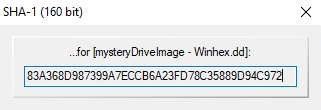 SHA-1 (160 bit)
...for [mysteryDriveImage - Winhex.dd]:
83A368D987399A7ECCB6A23FD78C35889D94C972